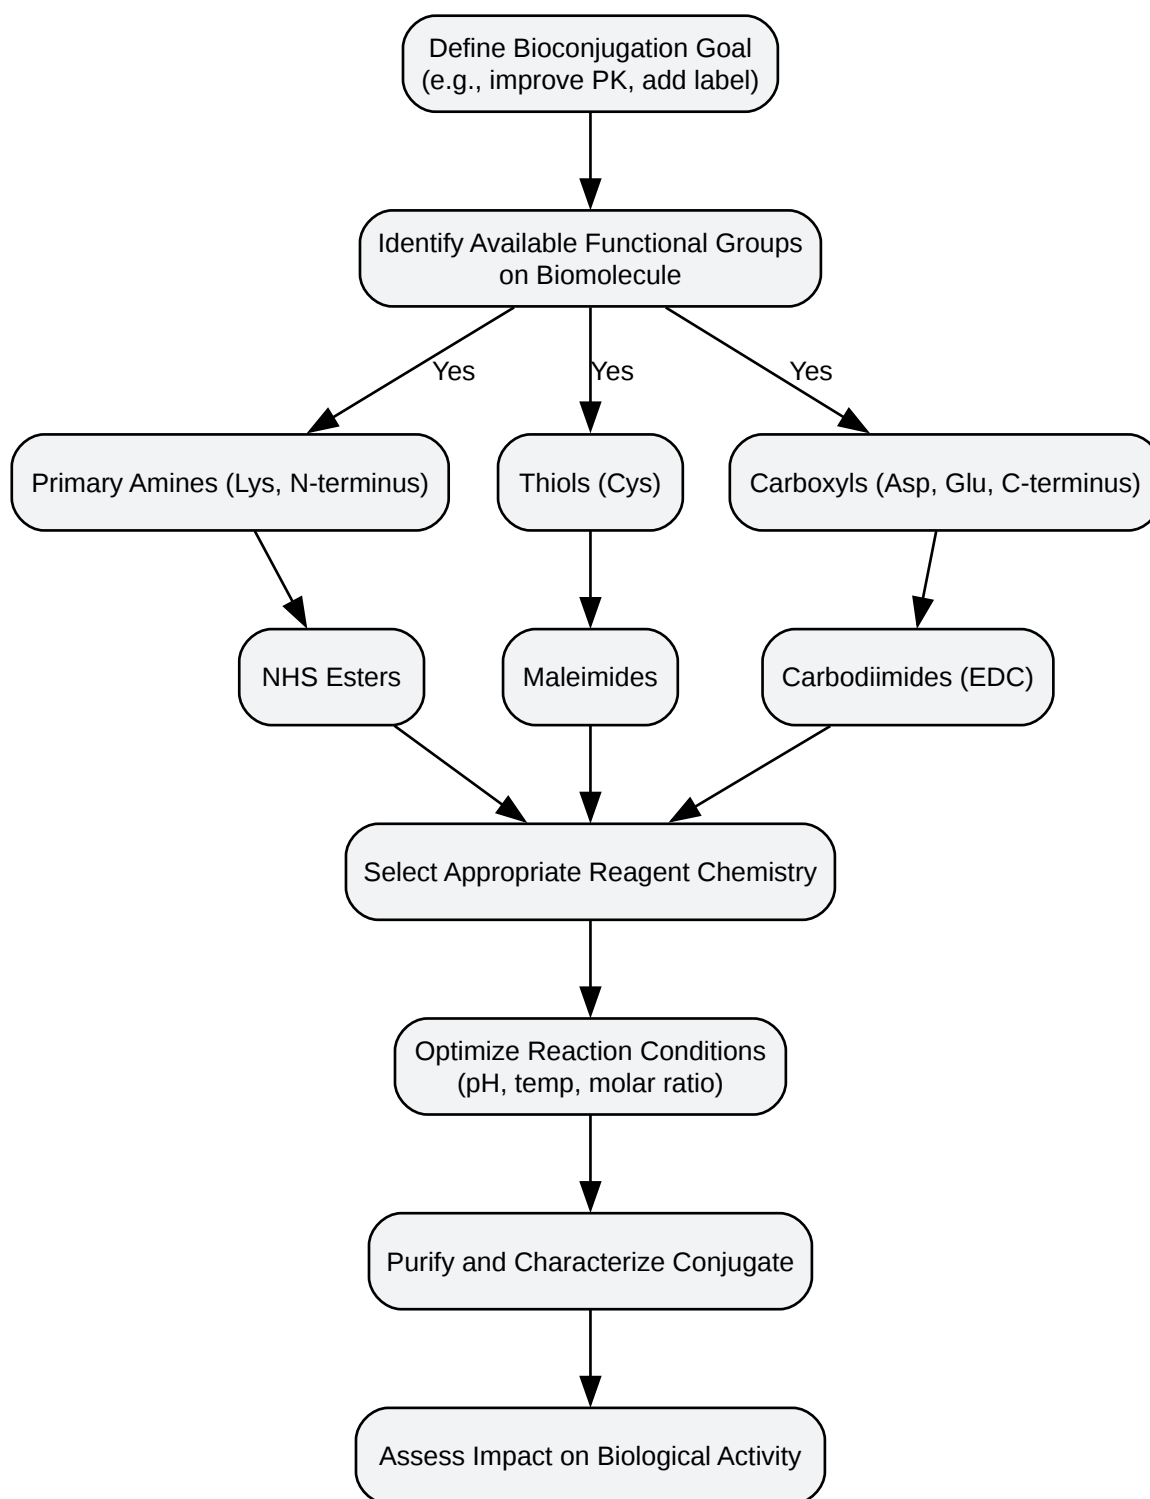 Define Bioconjugation Goal
(e.g., improve PK, add label)
Identify Available Functional Groups
on Biomolecule
Yes
Yes
Yes
Primary Amines (Lys, N-terminus)
Thiols (Cys)
Carboxyls (Asp, Glu, C-terminus)
NHS Esters
Maleimides
Carbodiimides (EDC)
Select Appropriate Reagent Chemistry
Optimize Reaction Conditions
(pH, temp, molar ratio)
Purify and Characterize Conjugate
Assess Impact on Biological Activity